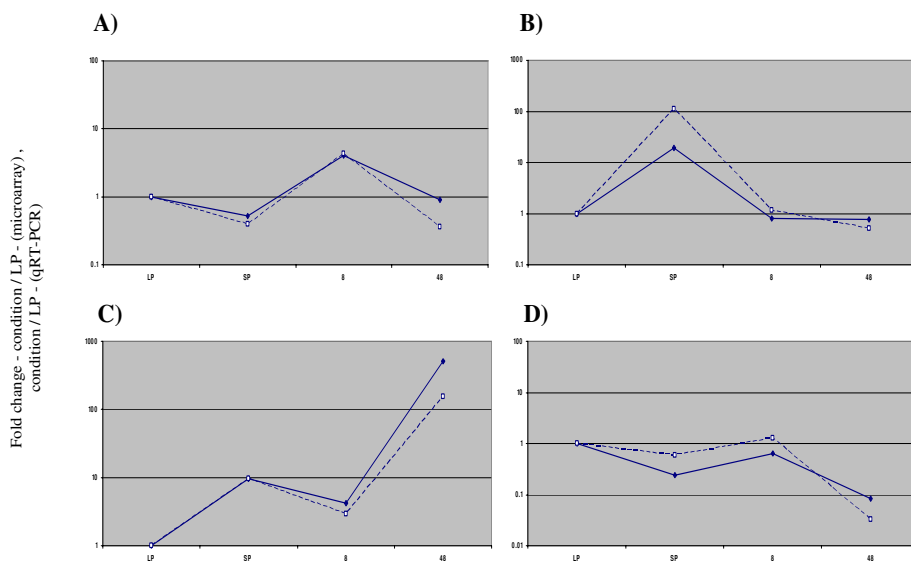 A)
100
10
1
0.1
LP SP 8 48
B)
1000
100
10
1
0.1
LP SP 8 48
Fold change - condition / LP - (microarray) ,
condition / LP - (qRT-PCR)
C)
1000
100
10
1
LP SP 8 48
D)
100
10
1
0.1
0.01
LP SP 8 48